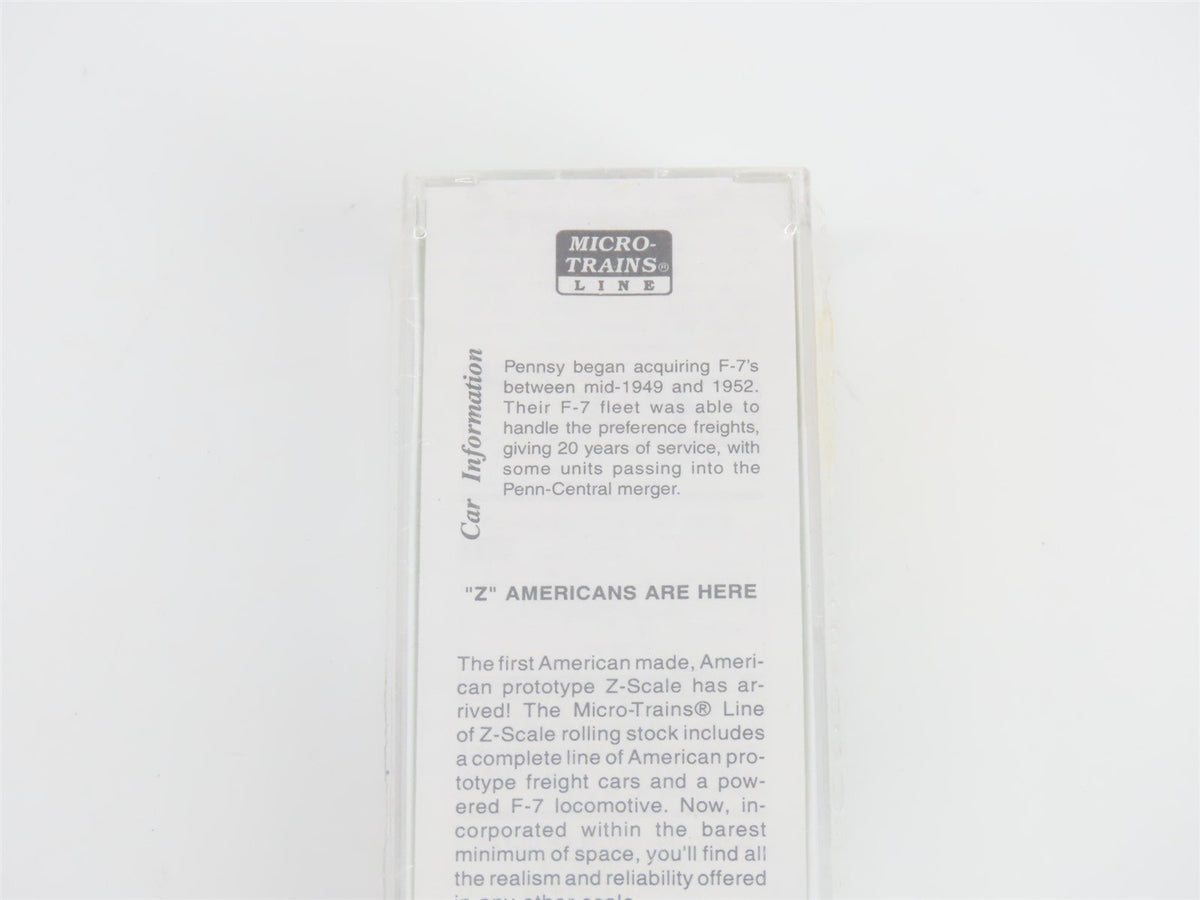 MICRO-
TRAINS®
LINE
Car Information
Pennsy began acquiring F-7's
between mid-1949 and 1952.
Their F-7 fleet was able to
handle the preference freights,
giving 20 years of service, with
some units passing into the
Penn-Central merger.
"Z" AMERICANS ARE HERE
The first American made, Ameri-
can prototype Z-Scale has ar-
rived! The Micro-Trains® Line
of Z-Scale rolling stock includes
a complete line of American pro-
totype freight cars and a pow-
ered F-7 locomotive. Now, in-
corporated within the barest
minimum of space, you'll find all
the realism and reliability offered
in any other scale.